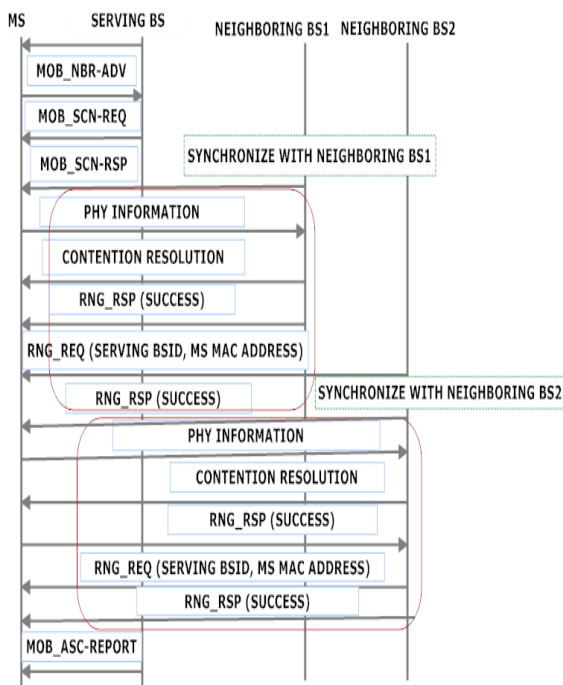 MS
SERVING BS
NEIGHBORING BS1
NEIGHBORING BS2
MOB_NBR-ADV
MOB_SCN-REQ
MOB_SCN-RSP
SYNCHRONIZE WITH NEIGHBORING BS1
PHY INFORMATION
CONTENTION RESOLUTION
RNG_RSP (SUCCESS)
RNG_REQ (SERVING BSID, MS MAC ADDRESS)
RNG_RSP (SUCCESS)
SYNCHRONIZE WITH NEIGHBORING BS2
PHY INFORMATION
CONTENTION RESOLUTION
RNG_RSP (SUCCESS)
RNG_REQ (SERVING BSID, MS MAC ADDRESS)
RNG_RSP (SUCCESS)
MOB_ASC-REPORT